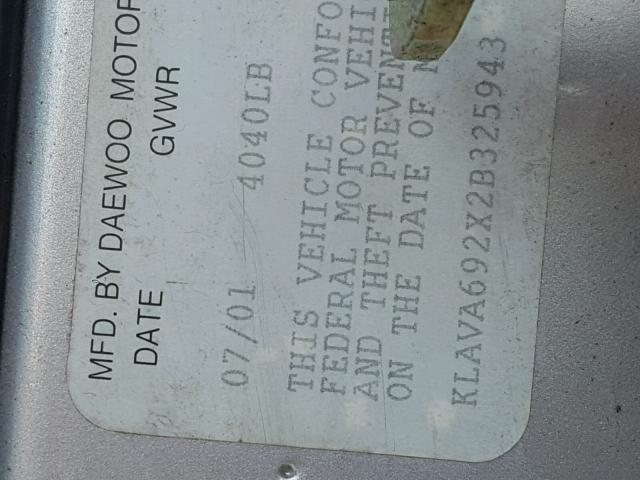 MFD. BY DAEWOO MOTOR
DATE GVWR
07/01 4040LB
THIS VEHICLE CONFO
FEDERAL MOTOR VEHI
AND THEFT PREVENTI
ON THE DATE OF M
KLAVA692X2B325943